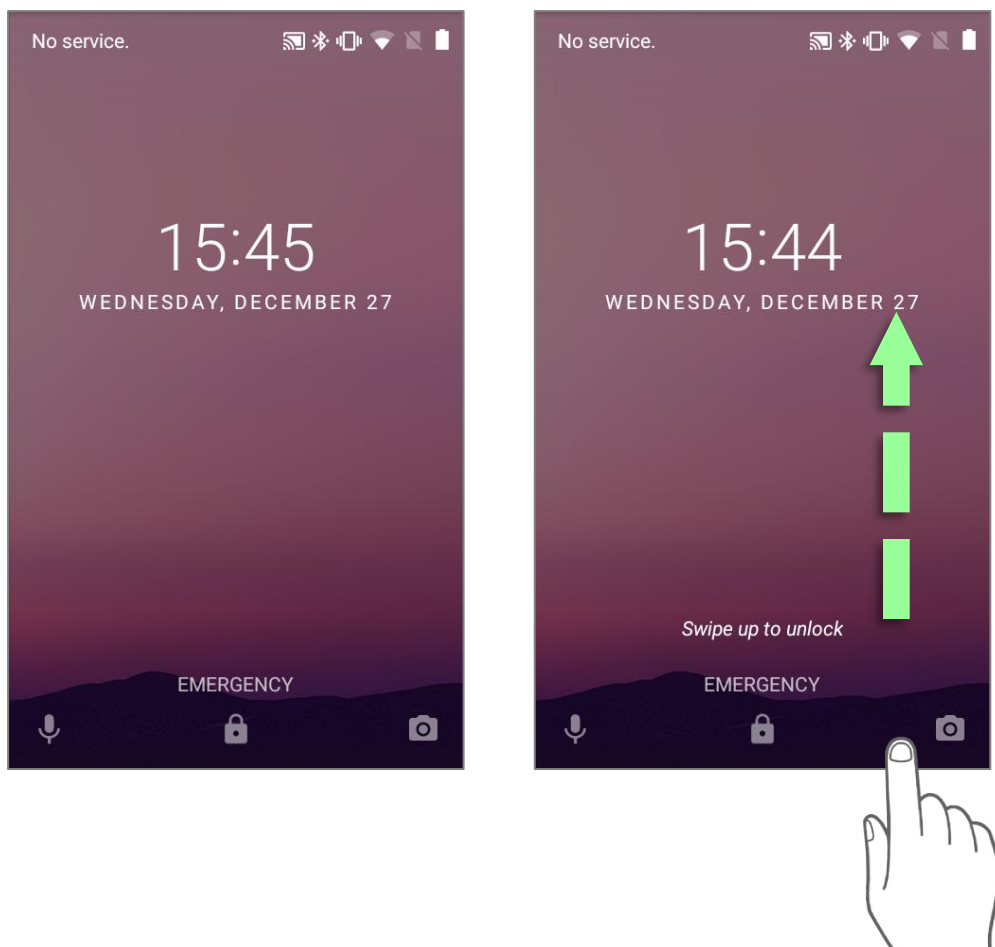 No service.
15:45
WEDNESDAY, DECEMBER 27
EMERGENCY
No service.
15:44
WEDNESDAY, DECEMBER 27
Swipe up to unlock
EMERGENCY